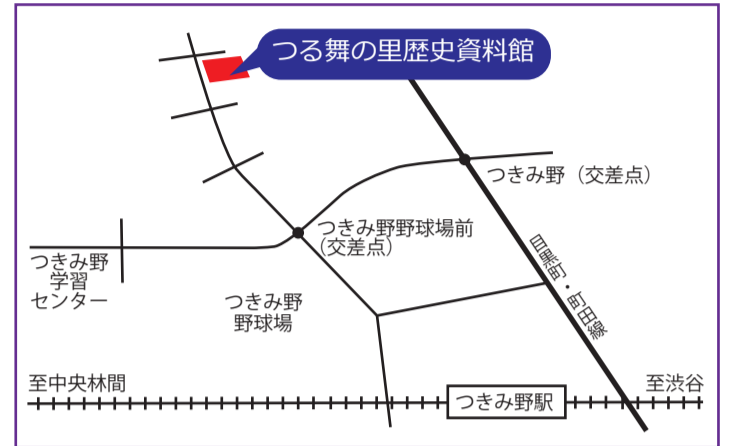 つる舞の里歴史資料館
つきみ野（交差点）
つきみ野野球場前
（交差点）
つきみ野
学習
センター
つきみ野
野球場
目黒町・町田線
至中央林間
つきみ野駅
至渋谷